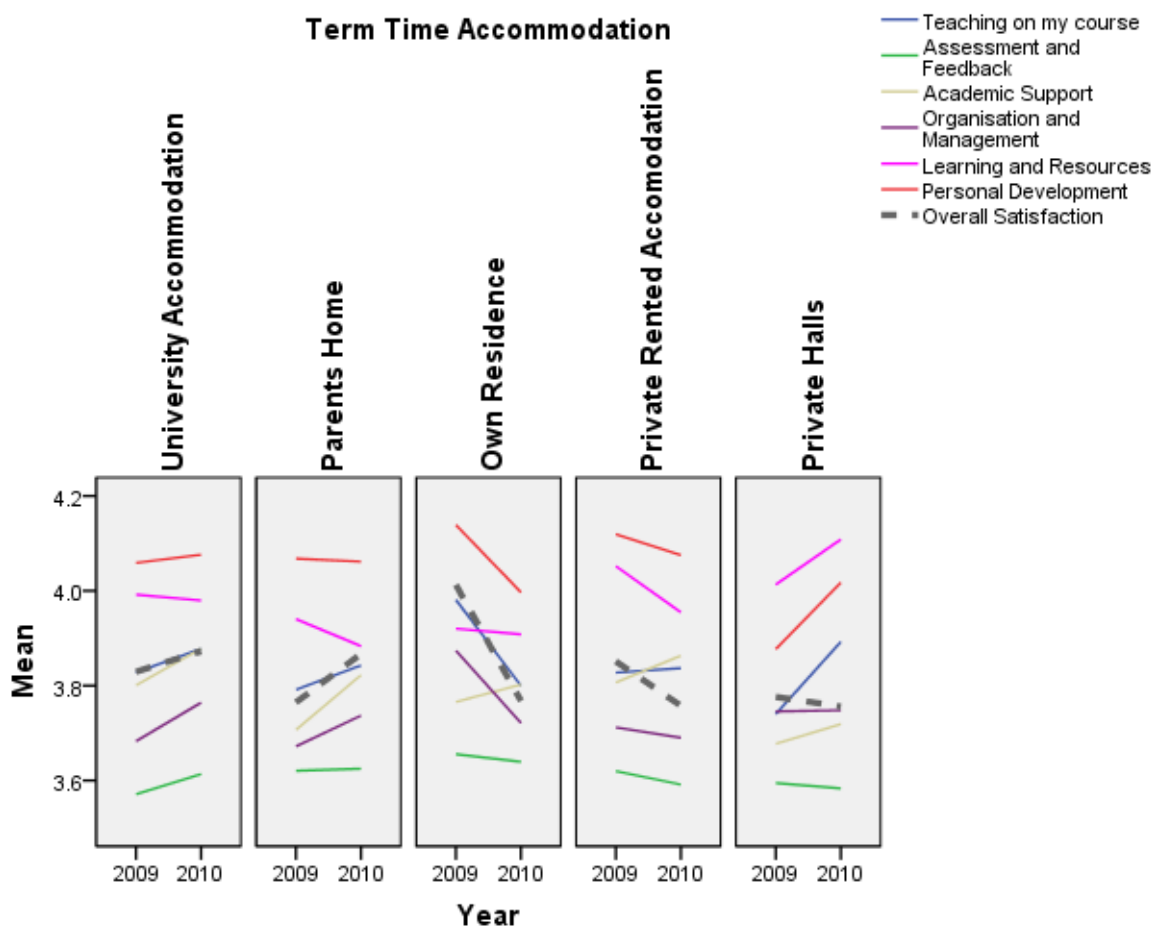 Term Time Accommodation
Teaching on my course
Assessment and
Feedback
Academic Support
Organisation and
Management
Learning and Resources
Personal Development
Overall Satisfaction
University Accommodation
Parents Home
Own Residence
Private Rented Accomodation
Private Halls
Mean
4.2
4.0
3.8
3.6
2009 2010
2009 2010
2009 2010
2009 2010
2009 2010
Year